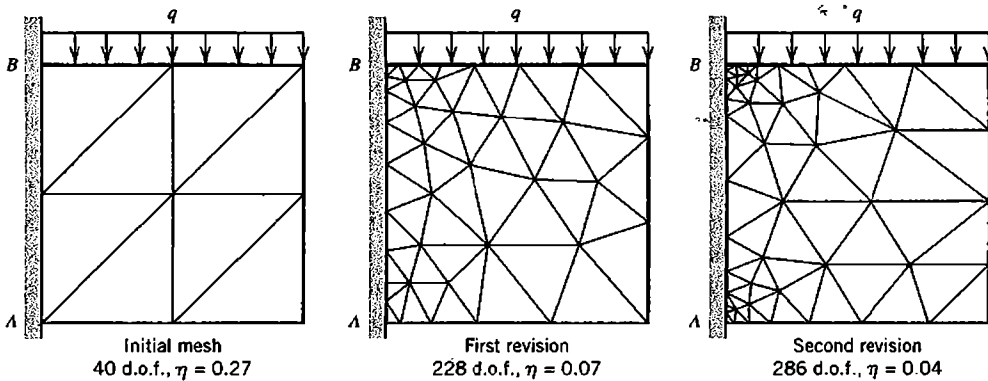 q q q
B B B
A A A
Initial mesh First revision Second revision
40 d.o.f., η = 0.27 228 d.o.f., η = 0.07 286 d.o.f., η = 0.04